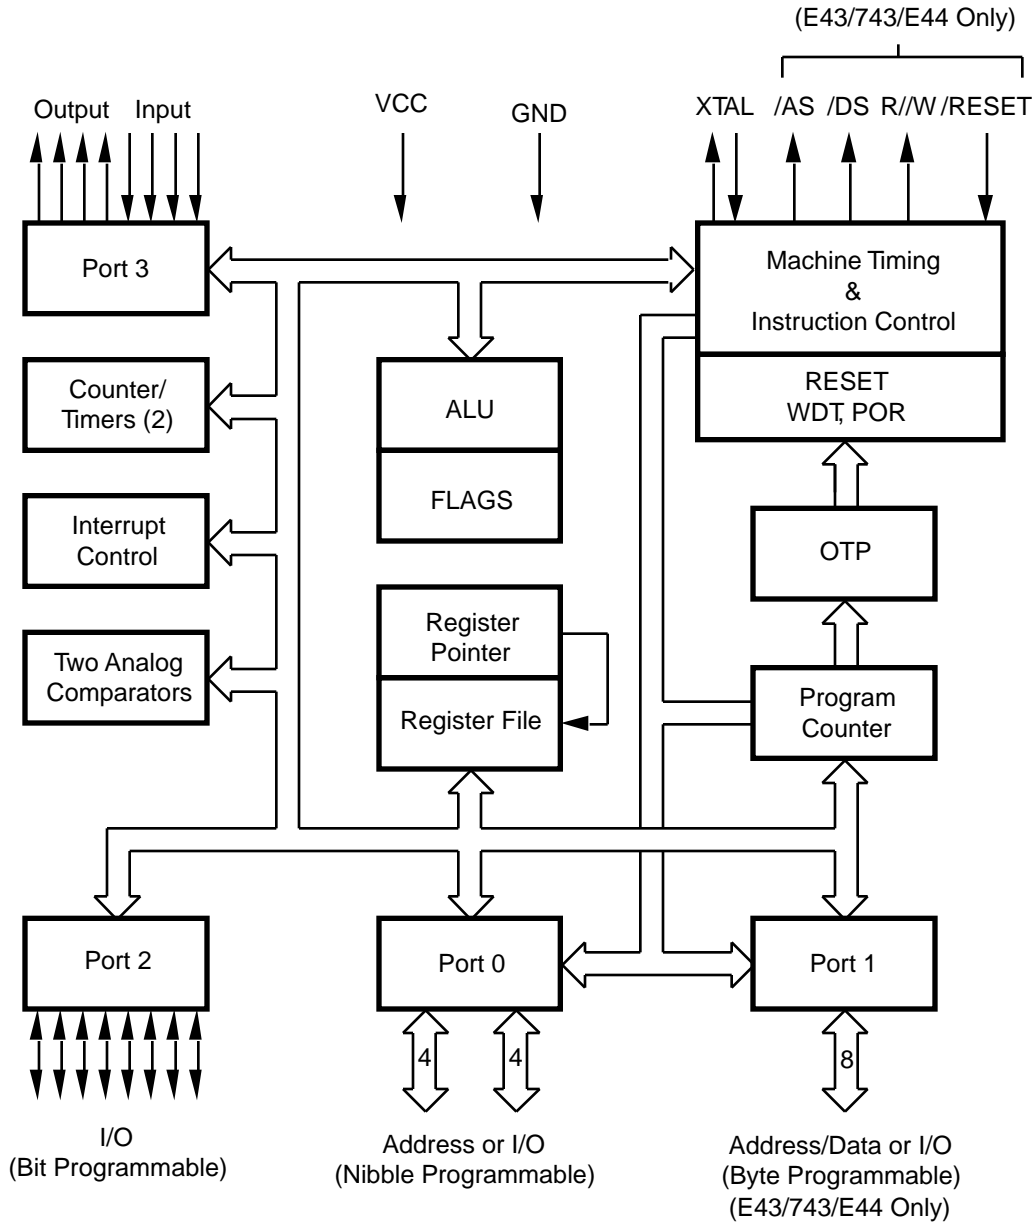 (E43/743/E44 Only)
Output Input VCC GND XTAL /AS /DS R//W /RESET
Port 3
Machine Timing
&
Instruction Control
RESET
WDT, POR
Counter/
Timers (2)
ALU
FLAGS
Interrupt
Control
OTP
Register
Pointer
Two Analog
Comparators
Register File
Program
Counter
Port 2
Port 0
Port 1
4 4 8
I/O
(Bit Programmable)
Address or I/O
(Nibble Programmable)
Address/Data or I/O
(Byte Programmable)
(E43/743/E44 Only)